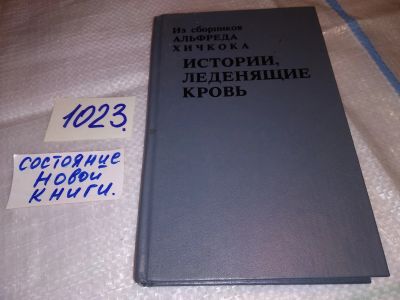 Из сборников
АЛЬФРЕДА
ХИЧКОКА
ИСТОРИИ,
ЛЕДЕНЯЩИЕ
КРОВЬ
1023.
СОСТОЯНИЕ
НОВОЙ
КНИГИ.